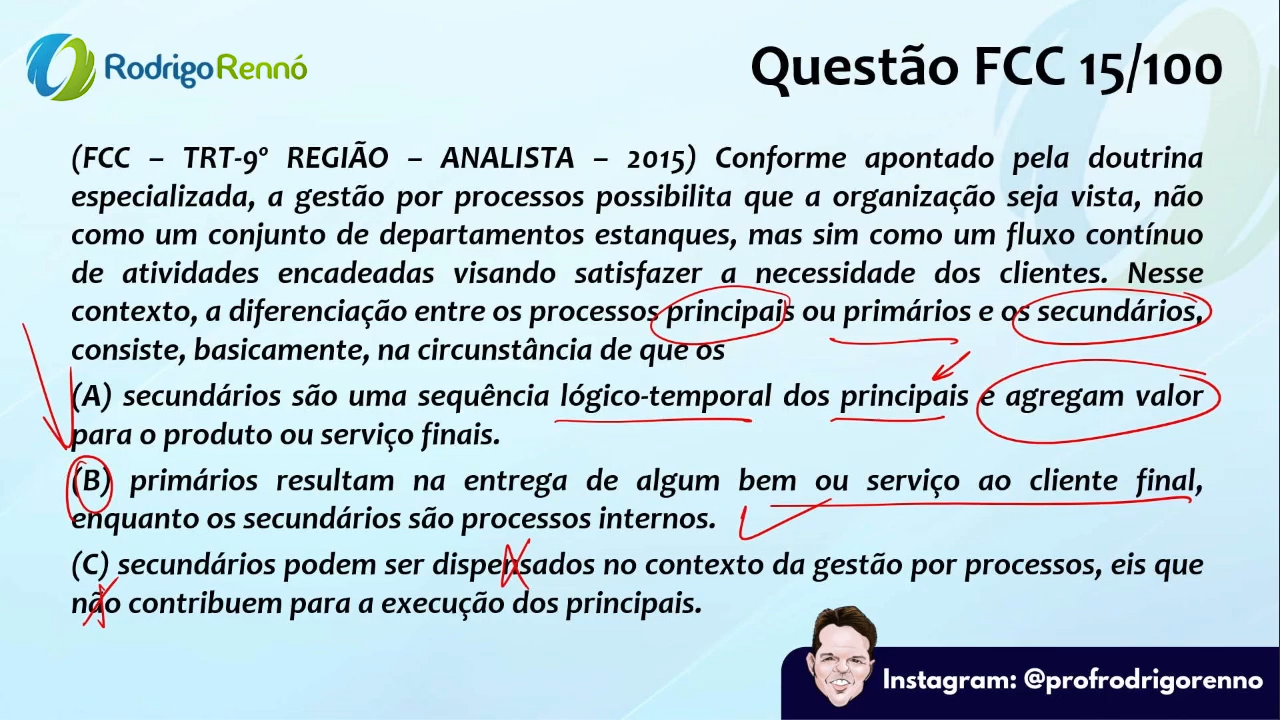 RodrigoRennó
Questão FCC 15/100
(FCC – TRT-9º REGIÃO – ANALISTA – 2015) Conforme apontado pela doutrina
especializada, a gestão por processos possibilita que a organização seja vista, não
como um conjunto de departamentos estanques, mas sim como um fluxo contínuo
de atividades encadeadas visando satisfazer a necessidade dos clientes. Nesse
contexto, a diferenciação entre os processos principais ou primários e os secundários,
consiste, basicamente, na circunstância de que os
(A) secundários são uma sequência lógico-temporal dos principais e agregam valor
para o produto ou serviço finais.
(B) primários resultam na entrega de algum bem ou serviço ao cliente final,
enquanto os secundários são processos internos.
(C) secundários podem ser dispensados no contexto da gestão por processos, eis que
não contribuem para a execução dos principais.
Instagram: @profrodrigorenno